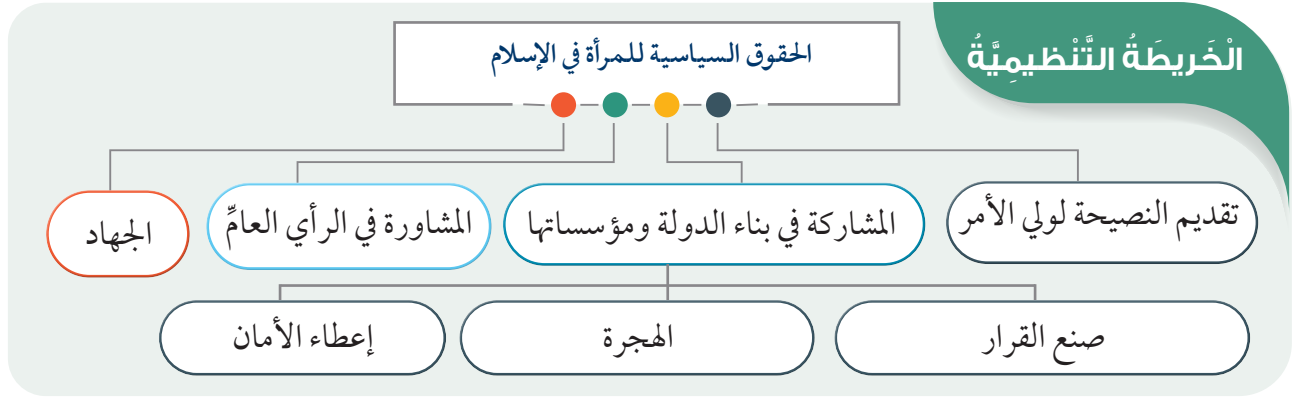 الْخَريطَةُ التَّنْظيمِيَّةُ
الحقوق السياسية للمرأة في الإسلام
تقديم النصيحة لولي الأمر
المشاركة في بناء الدولة ومؤسساتها
المشاورة في الرأي العامِّ
الجهاد
صنع القرار
الهجرة
إعطاء الأمان